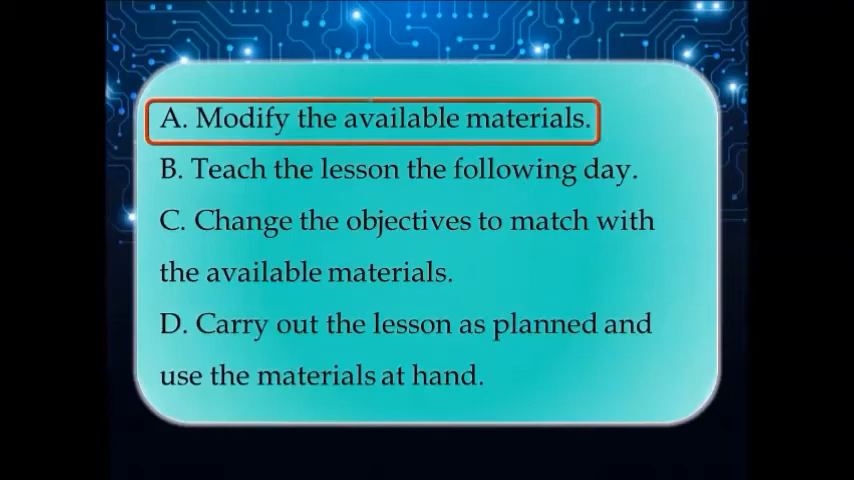 A. Modify the available materials.
B. Teach the lesson the following day.
C. Change the objectives to match with
the available materials.
D. Carry out the lesson as planned and
use the materials at hand.